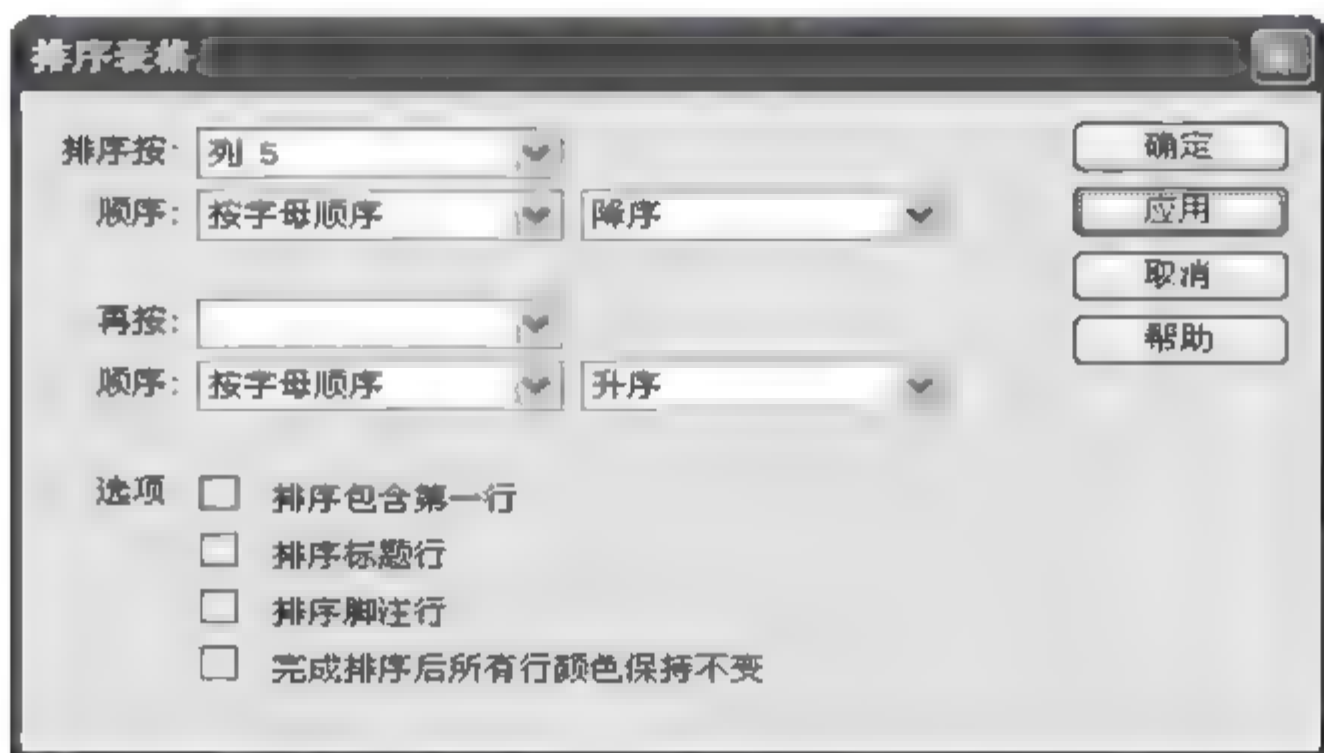 排序表格
排序按: 列 5 确定
顺序: 按字母顺序 降序 应用
取消
再按: 帮助
顺序: 按字母顺序 升序
选项 排序包含第一行
排序标题行
排序脚注行
完成排序后所有行颜色保持不变